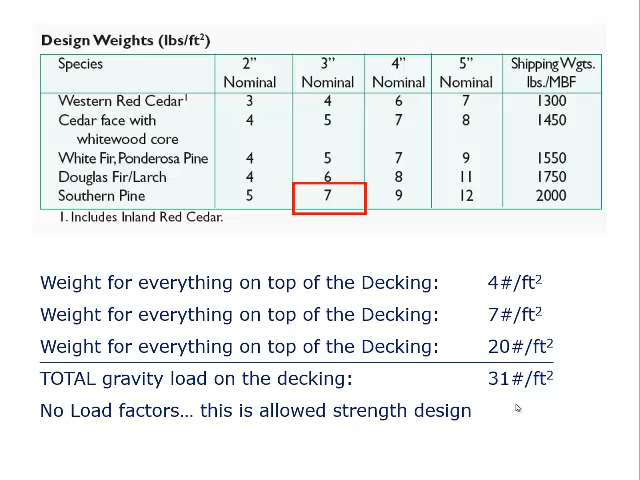 Design Weights (lbs/ft²)
Species 2” 3” 4” 5” Shipping Wgts.
Nominal Nominal Nominal Nominal lbs./MBF
Western Red Cedar¹ 3 4 6 7 1300
Cedar face with 4 5 7 8 1450
whitewood core
White Fir, Ponderosa Pine 4 5 7 9 1550
Douglas Fir/Larch 4 6 8 11 1750
Southern Pine 5 7 9 12 2000
1. Includes Inland Red Cedar.
Weight for everything on top of the Decking: 4#/ft²
Weight for everything on top of the Decking: 7#/ft²
Weight for everything on top of the Decking: 20#/ft²
TOTAL gravity load on the decking: 31#/ft²
No Load factors… this is allowed strength design